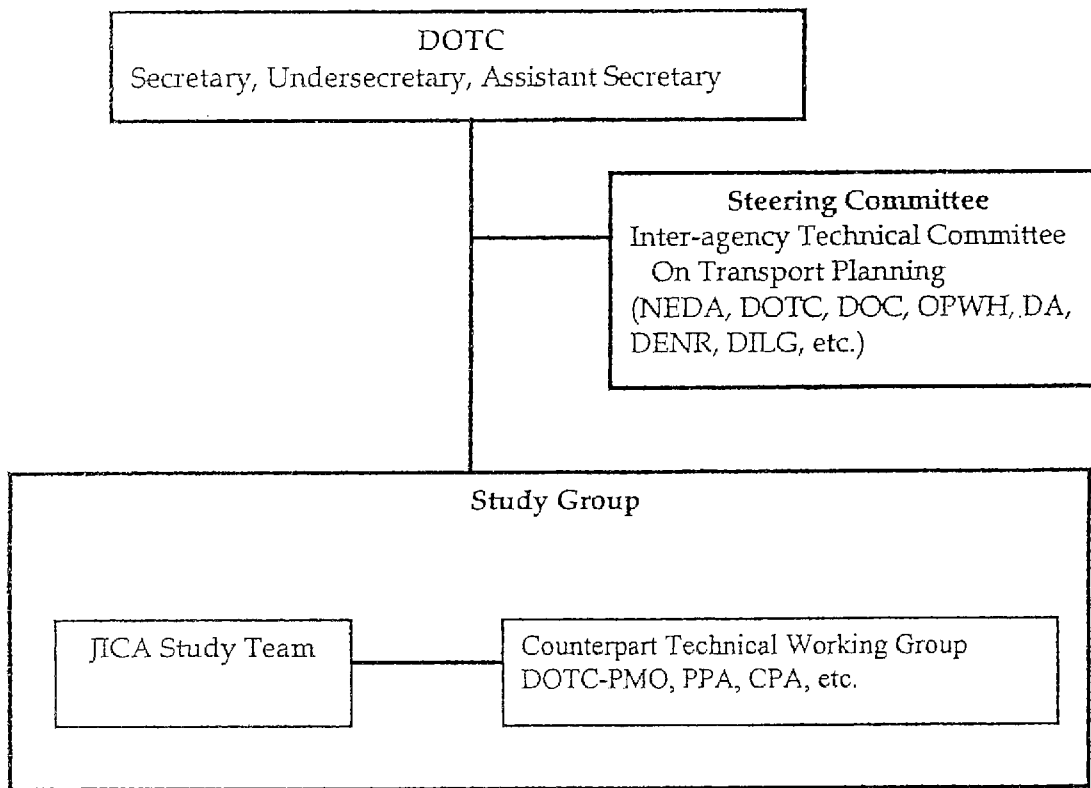 DOTC
Secretary, Undersecretary, Assistant Secretary
Steering Committee
Inter-agency Technical Committee
On Transport Planning
(NEDA, DOTC, DOC, OPWH, DA,
DENR, DILG, etc.)
Study Group
JICA Study Team
Counterpart Technical Working Group
DOTC-PMO, PPA, CPA, etc.